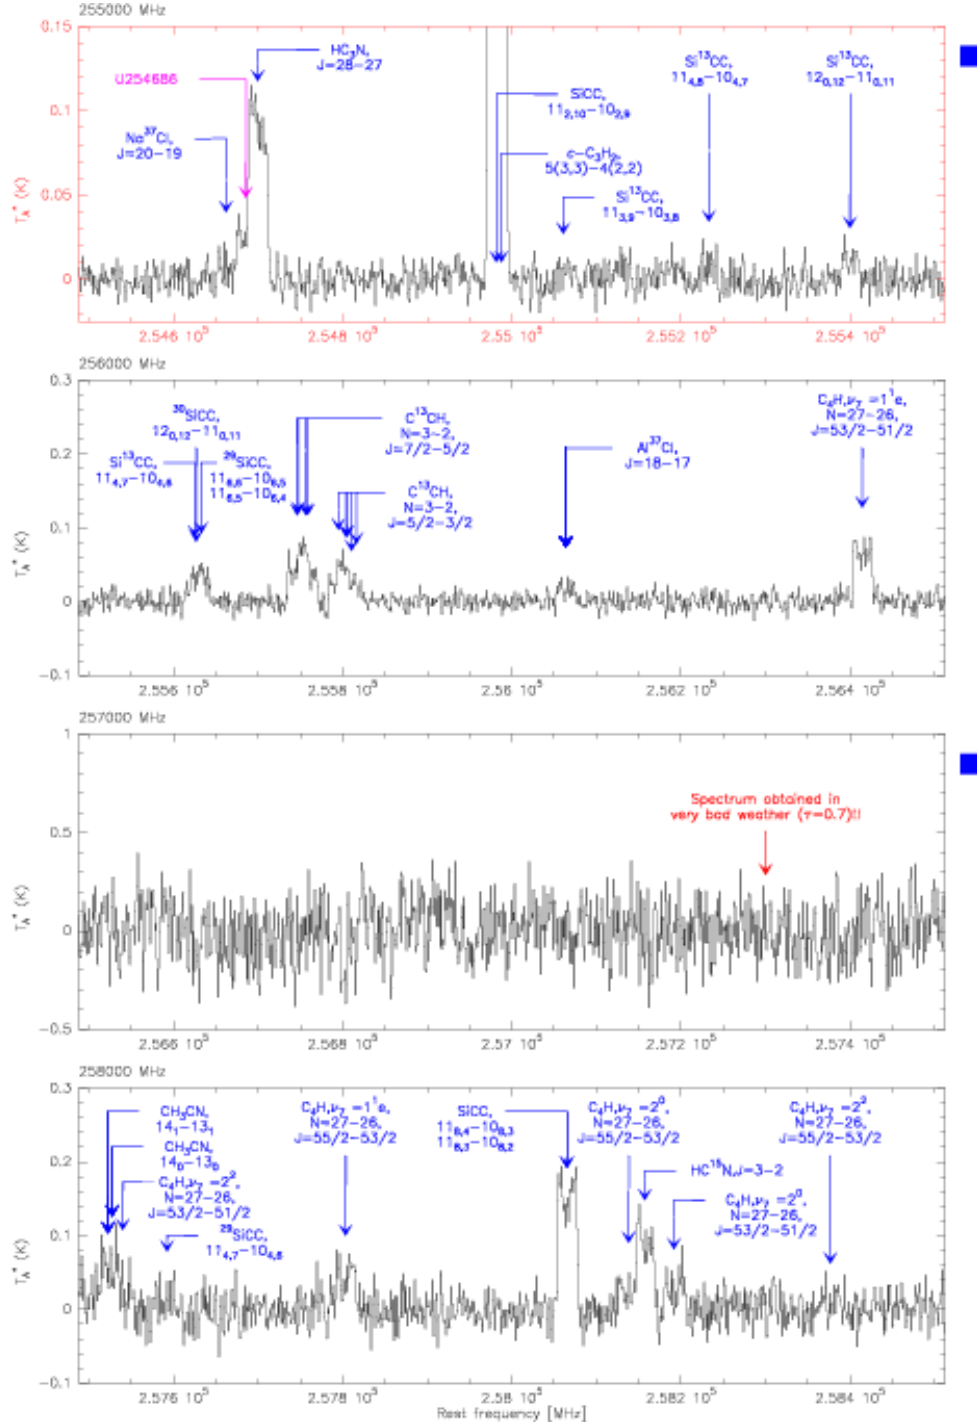 255000 MHz
0.15
0.1
0.05
0
T_A* (K)
U254686
HC₃N,
J=28−27
Na³⁷Cl,
J=20−19
SiCC,
11₂,₁₀−10₂,₉
c−C₃H₂,
5(3,3)−4(2,2)
Si¹³CC,
11₃,₉−10₃,₈
Si¹³CC,
11₄,₈−10₄,₇
Si¹³CC,
12₀,₁₂−11₀,₁₁
2.546 10⁵
2.548 10⁵
2.55 10⁵
2.552 10⁵
2.554 10⁵
256000 MHz
0.3
0.2
0.1
0
−0.1
T_A* (K)
³⁰SiCC,
12₀,₁₂−11₀,₁₁
Si¹³CC,
11₄,₇−10₄,₆
²⁹SiCC,
11₆,₆−10₆,₅
11₆,₅−10₆,₄
C¹³CH,
N=3−2,
J=7/2−5/2
C¹³CH,
N=3−2,
J=5/2−3/2
Al³⁷Cl,
J=18−17
C₄H,ν₇ =1¹e,
N=27−26,
J=53/2−51/2
2.556 10⁵
2.558 10⁵
2.56 10⁵
2.562 10⁵
2.564 10⁵
257000 MHz
1
0.5
0
−0.5
T_A* (K)
Spectrum obtained in
very bad weather (τ=0.7)!!
2.566 10⁵
2.568 10⁵
2.57 10⁵
2.572 10⁵
2.574 10⁵
258000 MHz
0.3
0.2
0.1
0
−0.1
T_A* (K)
CH₃CN,
14₁−13₁
CH₃CN,
14₀−13₀
C₄H,ν₇ =2²,
N=27−26,
J=53/2−51/2
²⁹SiCC,
11₄,₇−10₄,₆
C₄H,ν₇ =1¹e,
N=27−26,
J=55/2−53/2
SiCC,
11₈,₄−10₈,₃
11₈,₃−10₈,₂
C₄H,ν₇ =2⁰,
N=27−26,
J=55/2−53/2
HC¹⁵N,J=3−2
C₄H,ν₇ =2⁰,
N=27−26,
J=53/2−51/2
C₄H,ν₇ =2²,
N=27−26,
J=55/2−53/2
2.576 10⁵
2.578 10⁵
2.58 10⁵
2.582 10⁵
2.584 10⁵
Rest frequency [MHz]